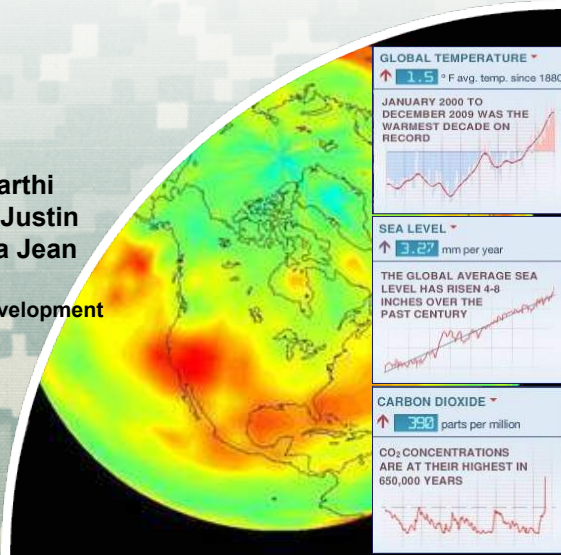 arthi
Justin
a Jean
velopment
GLOBAL TEMPERATURE
1.5 ° F avg. temp. since 1880
JANUARY 2000 TO
DECEMBER 2009 WAS THE
WARMEST DECADE ON
RECORD
SEA LEVEL
3.27 mm per year
THE GLOBAL AVERAGE SEA
LEVEL HAS RISEN 4-8
INCHES OVER THE
PAST CENTURY
CARBON DIOXIDE
390 parts per million
CO₂ CONCENTRATIONS
ARE AT THEIR HIGHEST IN
650,000 YEARS